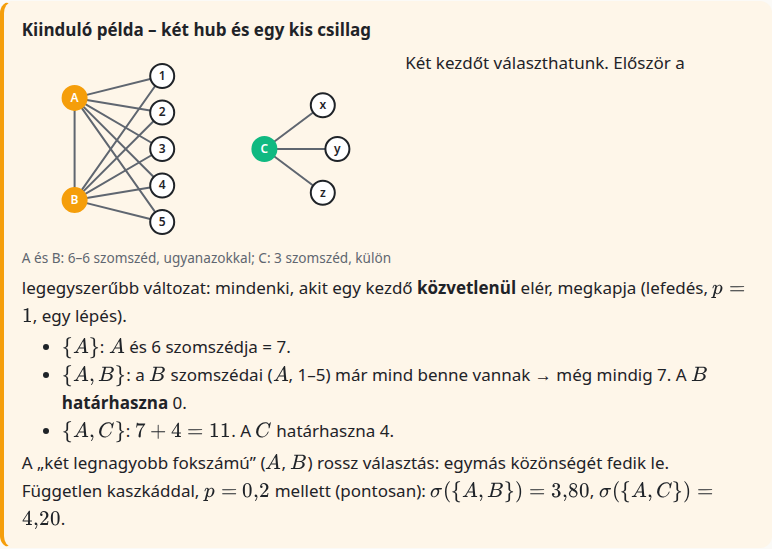 Kiinduló példa – két hub és egy kis csillag
A
B
1
2
3
4
5
C
x
y
z
A és B: 6–6 szomszéd, ugyanazokkal; C: 3 szomszéd, külön
Két kezdőt választhatunk. Először a
legegyszerűbb változat: mindenki, akit egy kezdő közvetlenül elér, megkapja (lefedés, p =
1, egy lépés).
• {A}: A és 6 szomszédja = 7.
• {A, B}: a B szomszédai (A, 1–5) már mind benne vannak → még mindig 7. A B
határhaszna 0.
• {A, C}: 7 + 4 = 11. A C határhaszna 4.
A „két legnagyobb fokszámú” (A, B) rossz választás: egymás közönségét fedik le.
Független kaszkáddal, p = 0,2 mellett (pontosan): σ({A, B}) = 3,80, σ({A, C}) =
4,20.